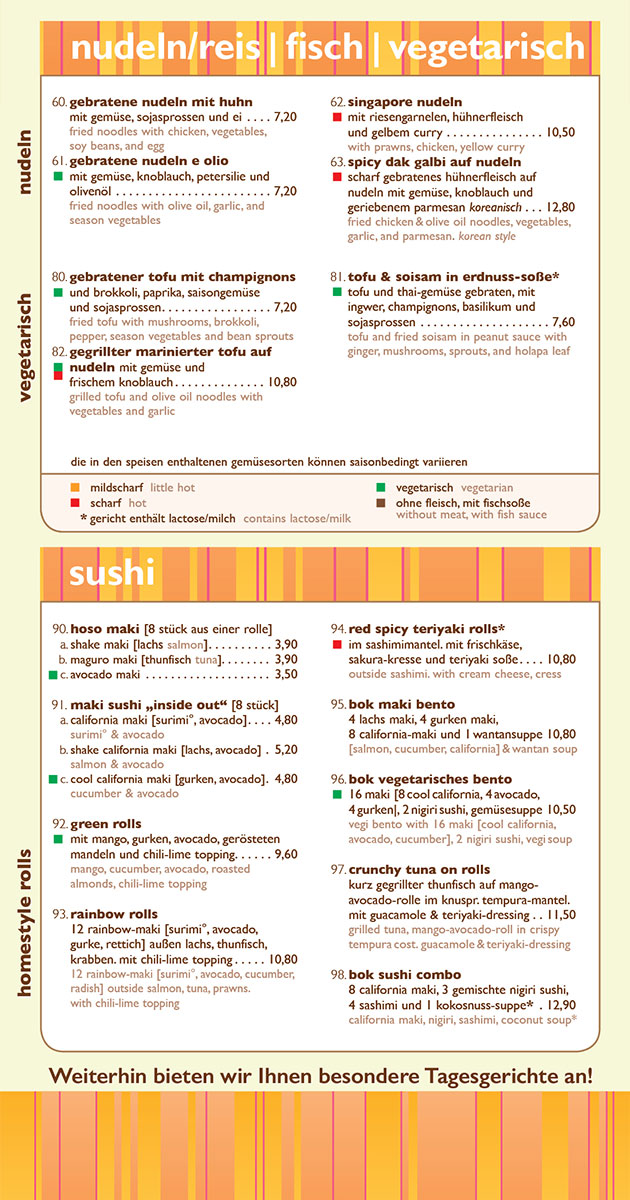 nudeln/reis | fisch | vegetarisch
nudeln
60. gebratene nudeln mit huhn
mit gemüse, sojasprossen und ei .... 7,20
fried noodles with chicken, vegetables,
soy beans, and egg
61. gebratene nudeln e olio
mit gemüse, knoblauch, petersilie und
olivenöl ........................ 7,20
fried noodles with olive oil, garlic, and
season vegetables
62. singapore nudeln
mit riesengarnelen, hühnerfleisch
und gelbem curry ............... 10,50
with prawns, chicken, yellow curry
63. spicy dak galbi auf nudeln
scharf gebratenes hühnerfleisch auf
nudeln mit gemüse, knoblauch und
geriebenem parmesan koreanisch ... 12,80
fried chicken & olive oil noodles, vegetables,
garlic, and parmesan. korean style
vegetarisch
80. gebratener tofu mit champignons
und brokkoli, paprika, saisongemüse
und sojasprossen................. 7,20
fried tofu with mushrooms, brokkoli,
pepper, season vegetables and bean sprouts
82. gegrillter marinierter tofu auf
nudeln mit gemüse und
frischem knoblauch.............. 10,80
grilled tofu and olive oil noodles with
vegetables and garlic
81. tofu & soisam in erdnuss-soße*
tofu und thai-gemüse gebraten, mit
ingwer, champignons, basilikum und
sojasprossen ..................... 7,60
tofu and fried soisam in peanut sauce with
ginger, mushrooms, sprouts, and holapa leaf
die in den speisen enthaltenen gemüsesorten können saisonbedingt variieren
mildscharf little hot
scharf hot
* gericht enthält lactose/milch contains lactose/milk
vegetarisch vegetarian
ohne fleisch, mit fischsoße
without meat, with fish sauce
sushi
homestyle rolls
90. hoso maki [8 stück aus einer rolle]
a. shake maki [lachs salmon].......... 3,90
b. maguro maki [thunfisch tuna]........ 3,90
c. avocado maki .................... 3,50
91. maki sushi „inside out“ [8 stück]
a. california maki [surimi°, avocado].... 4,80
surimi° & avocado
b. shake california maki [lachs, avocado] . 5,20
salmon & avocado
c. cool california maki [gurken, avocado]. 4,80
cucumber & avocado
92. green rolls
mit mango, gurken, avocado, gerösteten
mandeln und chili-lime topping...... 9,60
mango, cucumber, avocado, roasted
almonds, chili-lime topping
93. rainbow rolls
12 rainbow-maki [surimi°, avocado,
gurke, rettich] außen lachs, thunfisch,
krabben. mit chili-lime topping ..... 10,80
12 rainbow-maki [surimi°, avocado, cucumber,
radish] outside salmon, tuna, prawns.
with chili-lime topping
94. red spicy teriyaki rolls*
im sashimimantel. mit frischkäse,
sakura-kresse und teriyaki soße.... 10,80
outside sashimi. with cream cheese, cress
95. bok maki bento
4 lachs maki, 4 gurken maki,
8 california-maki und 1 wantansuppe 10,80
[salmon, cucumber, california] & wantan soup
96. bok vegetarisches bento
16 maki [8 cool california, 4 avocado,
4 gurken|, 2 nigiri sushi, gemüsesuppe 10,50
vegi bento with 16 maki [cool california,
avocado, cucumber], 2 nigiri sushi, vegi soup
97. crunchy tuna on rolls
kurz gegrillter thunfisch auf mango-
avocado-rolle im knuspr. tempura-mantel.
mit guacamole & teriyaki-dressing .. 11,50
grilled tuna, mango-avocado-roll in crispy
tempura cost. guacamole & teriyaki-dressing
98. bok sushi combo
8 california maki, 3 gemischte nigiri sushi,
4 sashimi und 1 kokosnuss-suppe* . 12,90
california maki, nigiri, sashimi, coconut soup*
Weiterhin bieten wir Ihnen besondere Tagesgerichte an!